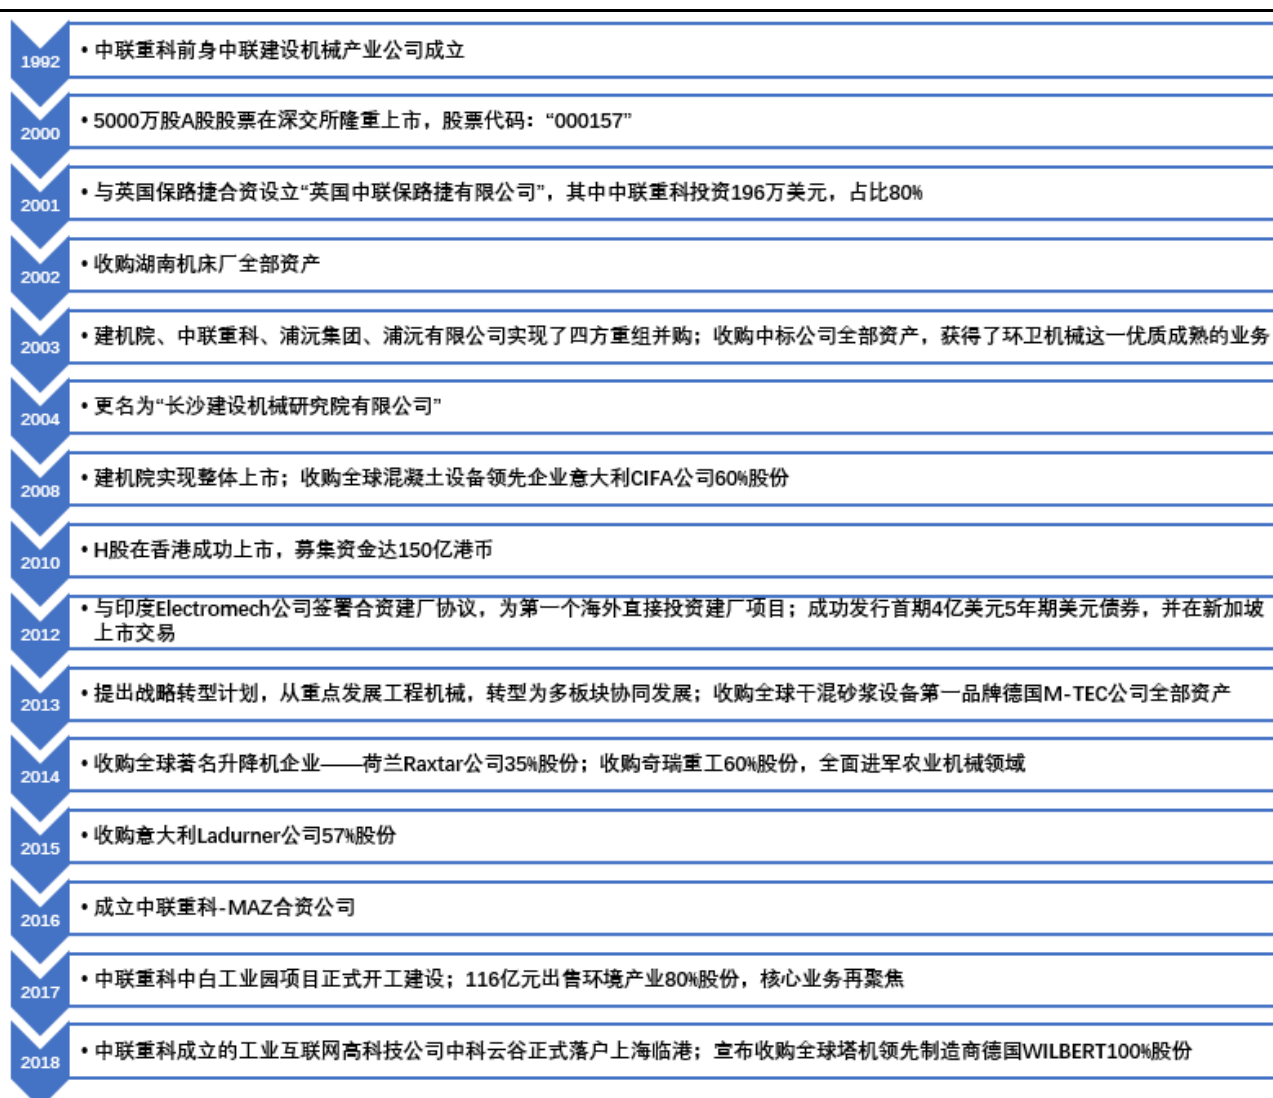 1992
• 中联重科前身中联建设机械产业公司成立
2000
• 5000万股A股股票在深交所隆重上市，股票代码：“000157”
2001
• 与英国保路捷合资设立“英国中联保路捷有限公司”，其中中联重科投资196万美元，占比80%
2002
• 收购湖南机床厂全部资产
2003
• 建机院、中联重科、浦沅集团、浦沅有限公司实现了四方重组并购；收购中标公司全部资产，获得了环卫机械这一优质成熟的业务
2004
• 更名为“长沙建设机械研究院有限公司”
2008
• 建机院实现整体上市；收购全球混凝土设备领先企业意大利CIFA公司60%股份
2010
• H股在香港成功上市，募集资金达150亿港币
2012
• 与印度Electromech公司签署合资建厂协议，为第一个海外直接投资建厂项目；成功发行首期4亿美元5年期美元债券，并在新加坡
上市交易
2013
• 提出战略转型计划，从重点发展工程机械，转型为多板块协同发展；收购全球干混砂浆设备第一品牌德国M-TEC公司全部资产
2014
• 收购全球著名升降机企业——荷兰Raxtar公司35%股份；收购奇瑞重工60%股份，全面进军农业机械领域
2015
• 收购意大利Ladurner公司57%股份
2016
• 成立中联重科-MAZ合资公司
2017
• 中联重科中白工业园项目正式开工建设；116亿元出售环境产业80%股份，核心业务再聚焦
2018
• 中联重科成立的工业互联网高科技公司中科云谷正式落户上海临港；宣布收购全球塔机领先制造商德国WILBERT100%股份